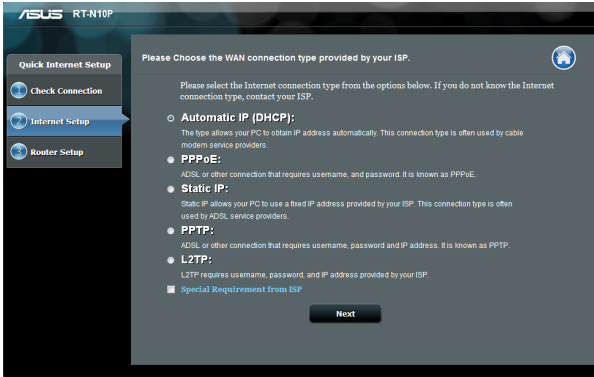 ASUS RT-N10P
Quick Internet Setup
1 Check Connection
2 Internet Setup
3 Router Setup
Please Choose the WAN connection type provided by your ISP.
Please select the Internet connection type from the options below. If you do not know the Internet
connection type, contact your ISP.
Automatic IP (DHCP):
The type allows your PC to obtain IP address automatically. This connection type is often used by cable
modem service providers.
PPPoE:
ADSL or other connection that requires username, and password. It is known as PPPoE.
Static IP:
Static IP allows your PC to use a fixed IP address provided by your ISP. This connection type is often
used by ADSL service providers.
PPTP:
ADSL or other connection that requires username, password and IP address. It is known as PPTP.
L2TP:
L2TP requires username, password, and IP address provided by your ISP.
Special Requirement from ISP
Next